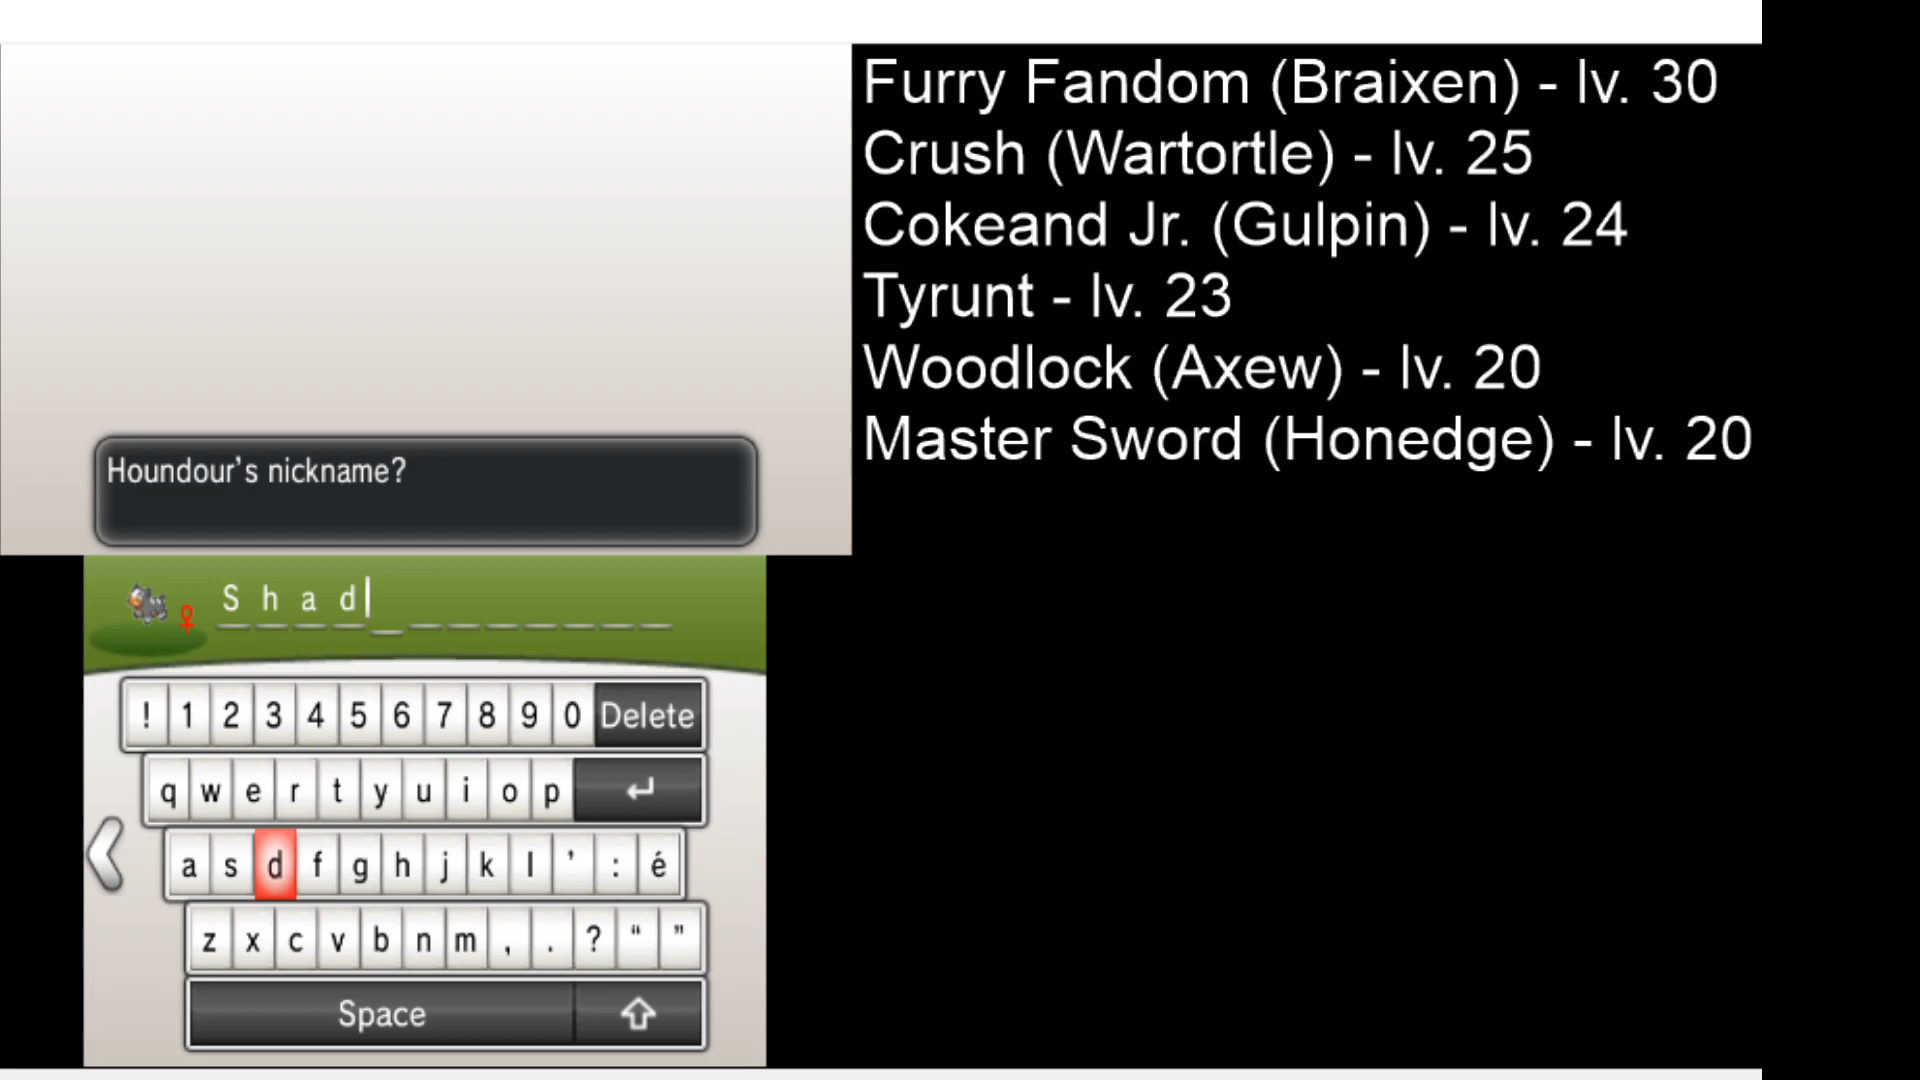 Furry Fandom (Braixen) - lv. 30
Crush (Wartortle) - lv. 25
Cokeand Jr. (Gulpin) - lv. 24
Tyrunt - lv. 23
Woodlock (Axew) - lv. 20
Master Sword (Honedge) - lv. 20
Houndour’s nickname?
♀ Shad
! 1 2 3 4 5 6 7 8 9 0 Delete
q w e r t y u i o p
a s d f g h j k l ’ : é
z x c v b n m , . ? “ ”
Space